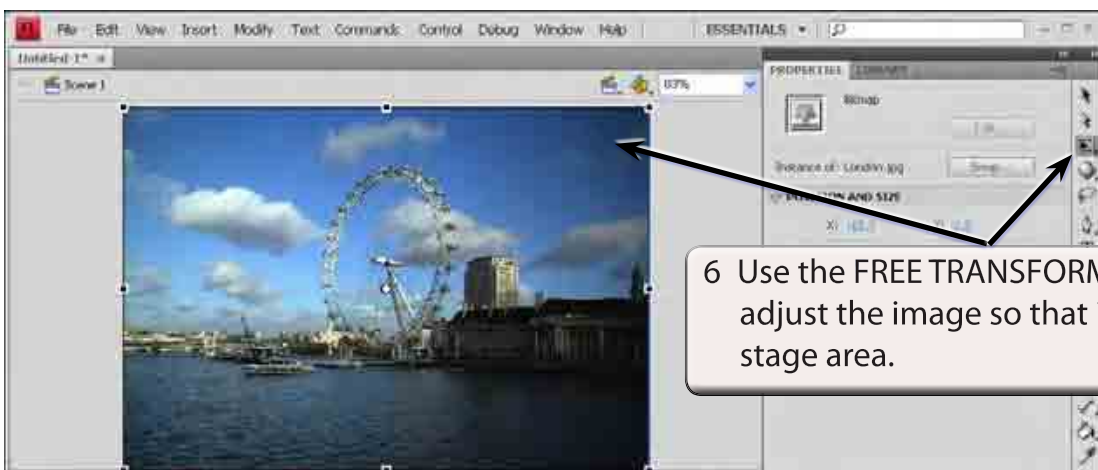 File Edit View Insert Modify Text Commands Control Debug Window Help ESSENTIALS
Untitled-1*
Scene 1 83%
PROPERTIES LIBRARY
Bitmap
Instance of: London.jpg Swap...
POSITION AND SIZE
X: Y:
6 Use the FREE TRANSFORM
adjust the image so that
stage area.